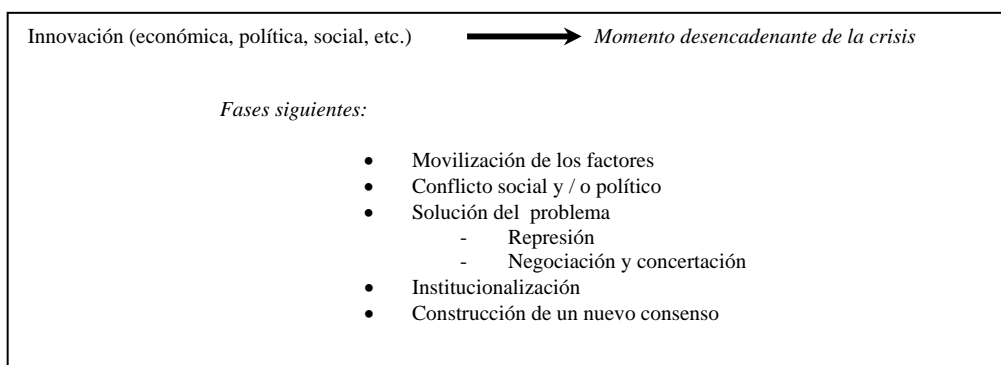 Innovación (económica, política, social, etc.) Momento desencadenante de la crisis
Fases siguientes:
• Movilización de los factores
• Conflicto social y / o político
• Solución del problema
- Represión
- Negociación y concertación
• Institucionalización
• Construcción de un nuevo consenso